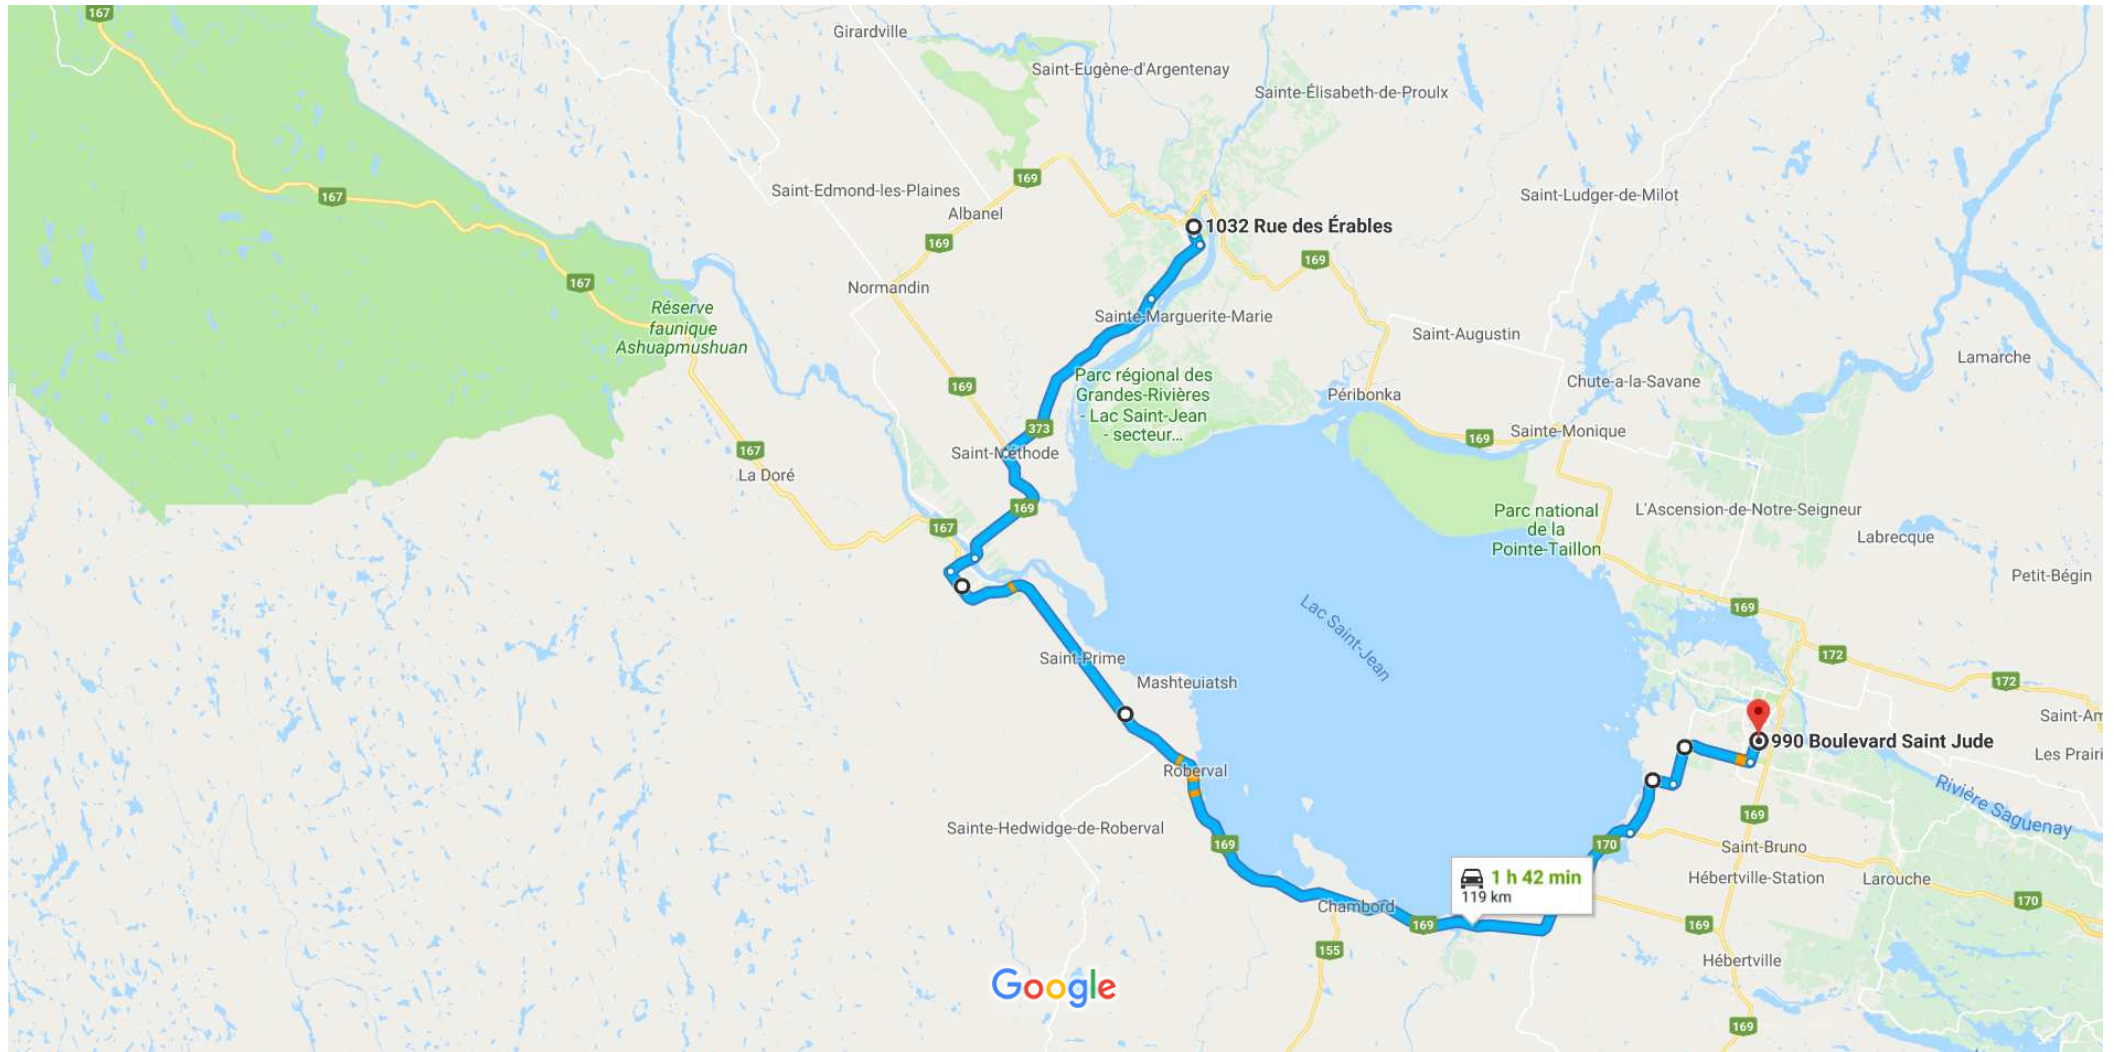 167
Girardville
Saint-Eugène-d'Argentenay
Sainte-Élisabeth-de-Proulx
169
Saint-Edmond-les-Plaines
167
Saint-Ludger-de-Milot
Albanel
1032 Rue des Érables
169
169
167
Normandin
Réserve
faunique
Ashuapmushuan
Sainte-Marguerite-Marie
Saint-Augustin
Lamarche
Parc régional des
Grandes-Rivières
- Lac Saint-Jean
- secteur...
169
Chute-a-la-Savane
Péribonka
373
169
Sainte-Monique
167
Saint-Méthode
La Doré
169
Parc national
de la
Pointe-Taillon
L'Ascension-de-Notre-Seigneur
167
Labrecque
Petit-Bégin
169
Lac Saint-Jean
Saint-Prime
172
Mashteuiatsh
172
Saint-Am
990 Boulevard Saint Jude
Les Prairi
Roberval
Rivière Saguenay
169
Sainte-Hedwidge-de-Roberval
169
170
Saint-Bruno
1 h 42 min
119 km
Hébertville-Station
Larouche
Chambord
170
169
169
155
Hébertville
Google
169